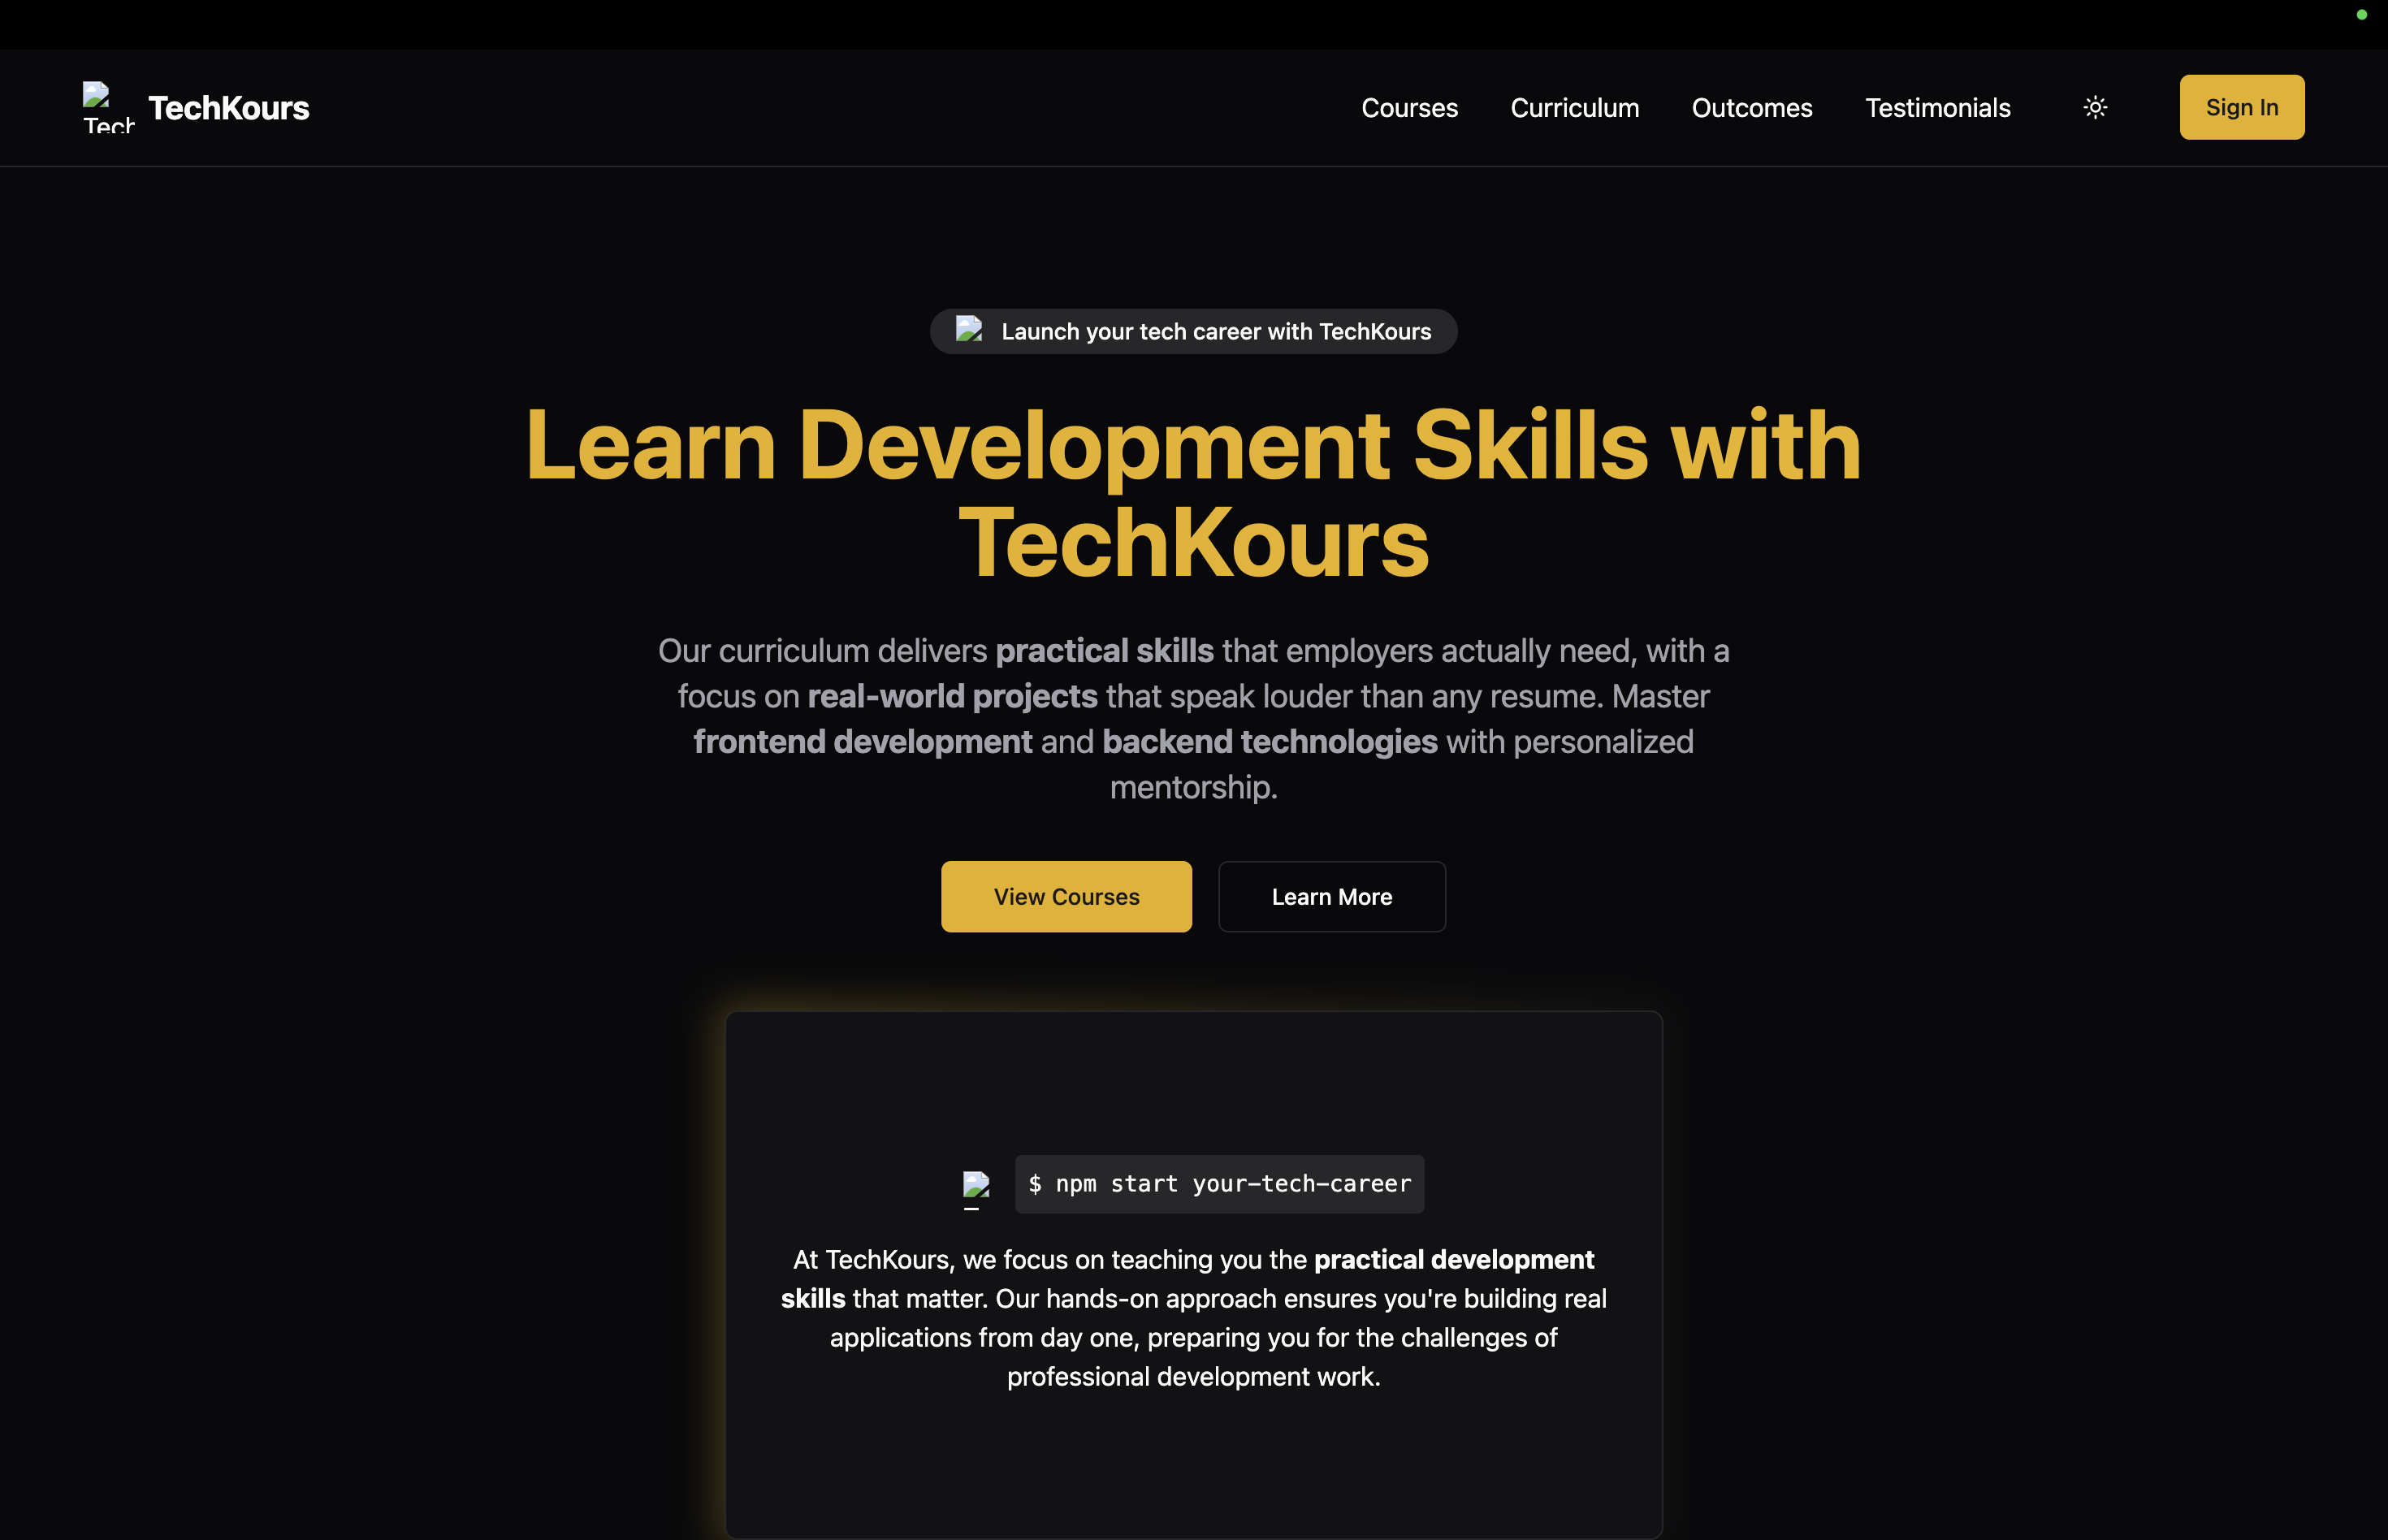 Tech
TechKours
Courses
Curriculum
Outcomes
Testimonials
Sign In
Launch your tech career with TechKours
Learn Development Skills with
TechKours
Our curriculum delivers practical skills that employers actually need, with a
focus on real-world projects that speak louder than any resume. Master
frontend development and backend technologies with personalized
mentorship.
View Courses
Learn More
$ npm start your-tech-career
At TechKours, we focus on teaching you the practical development
skills that matter. Our hands-on approach ensures you're building real
applications from day one, preparing you for the challenges of
professional development work.